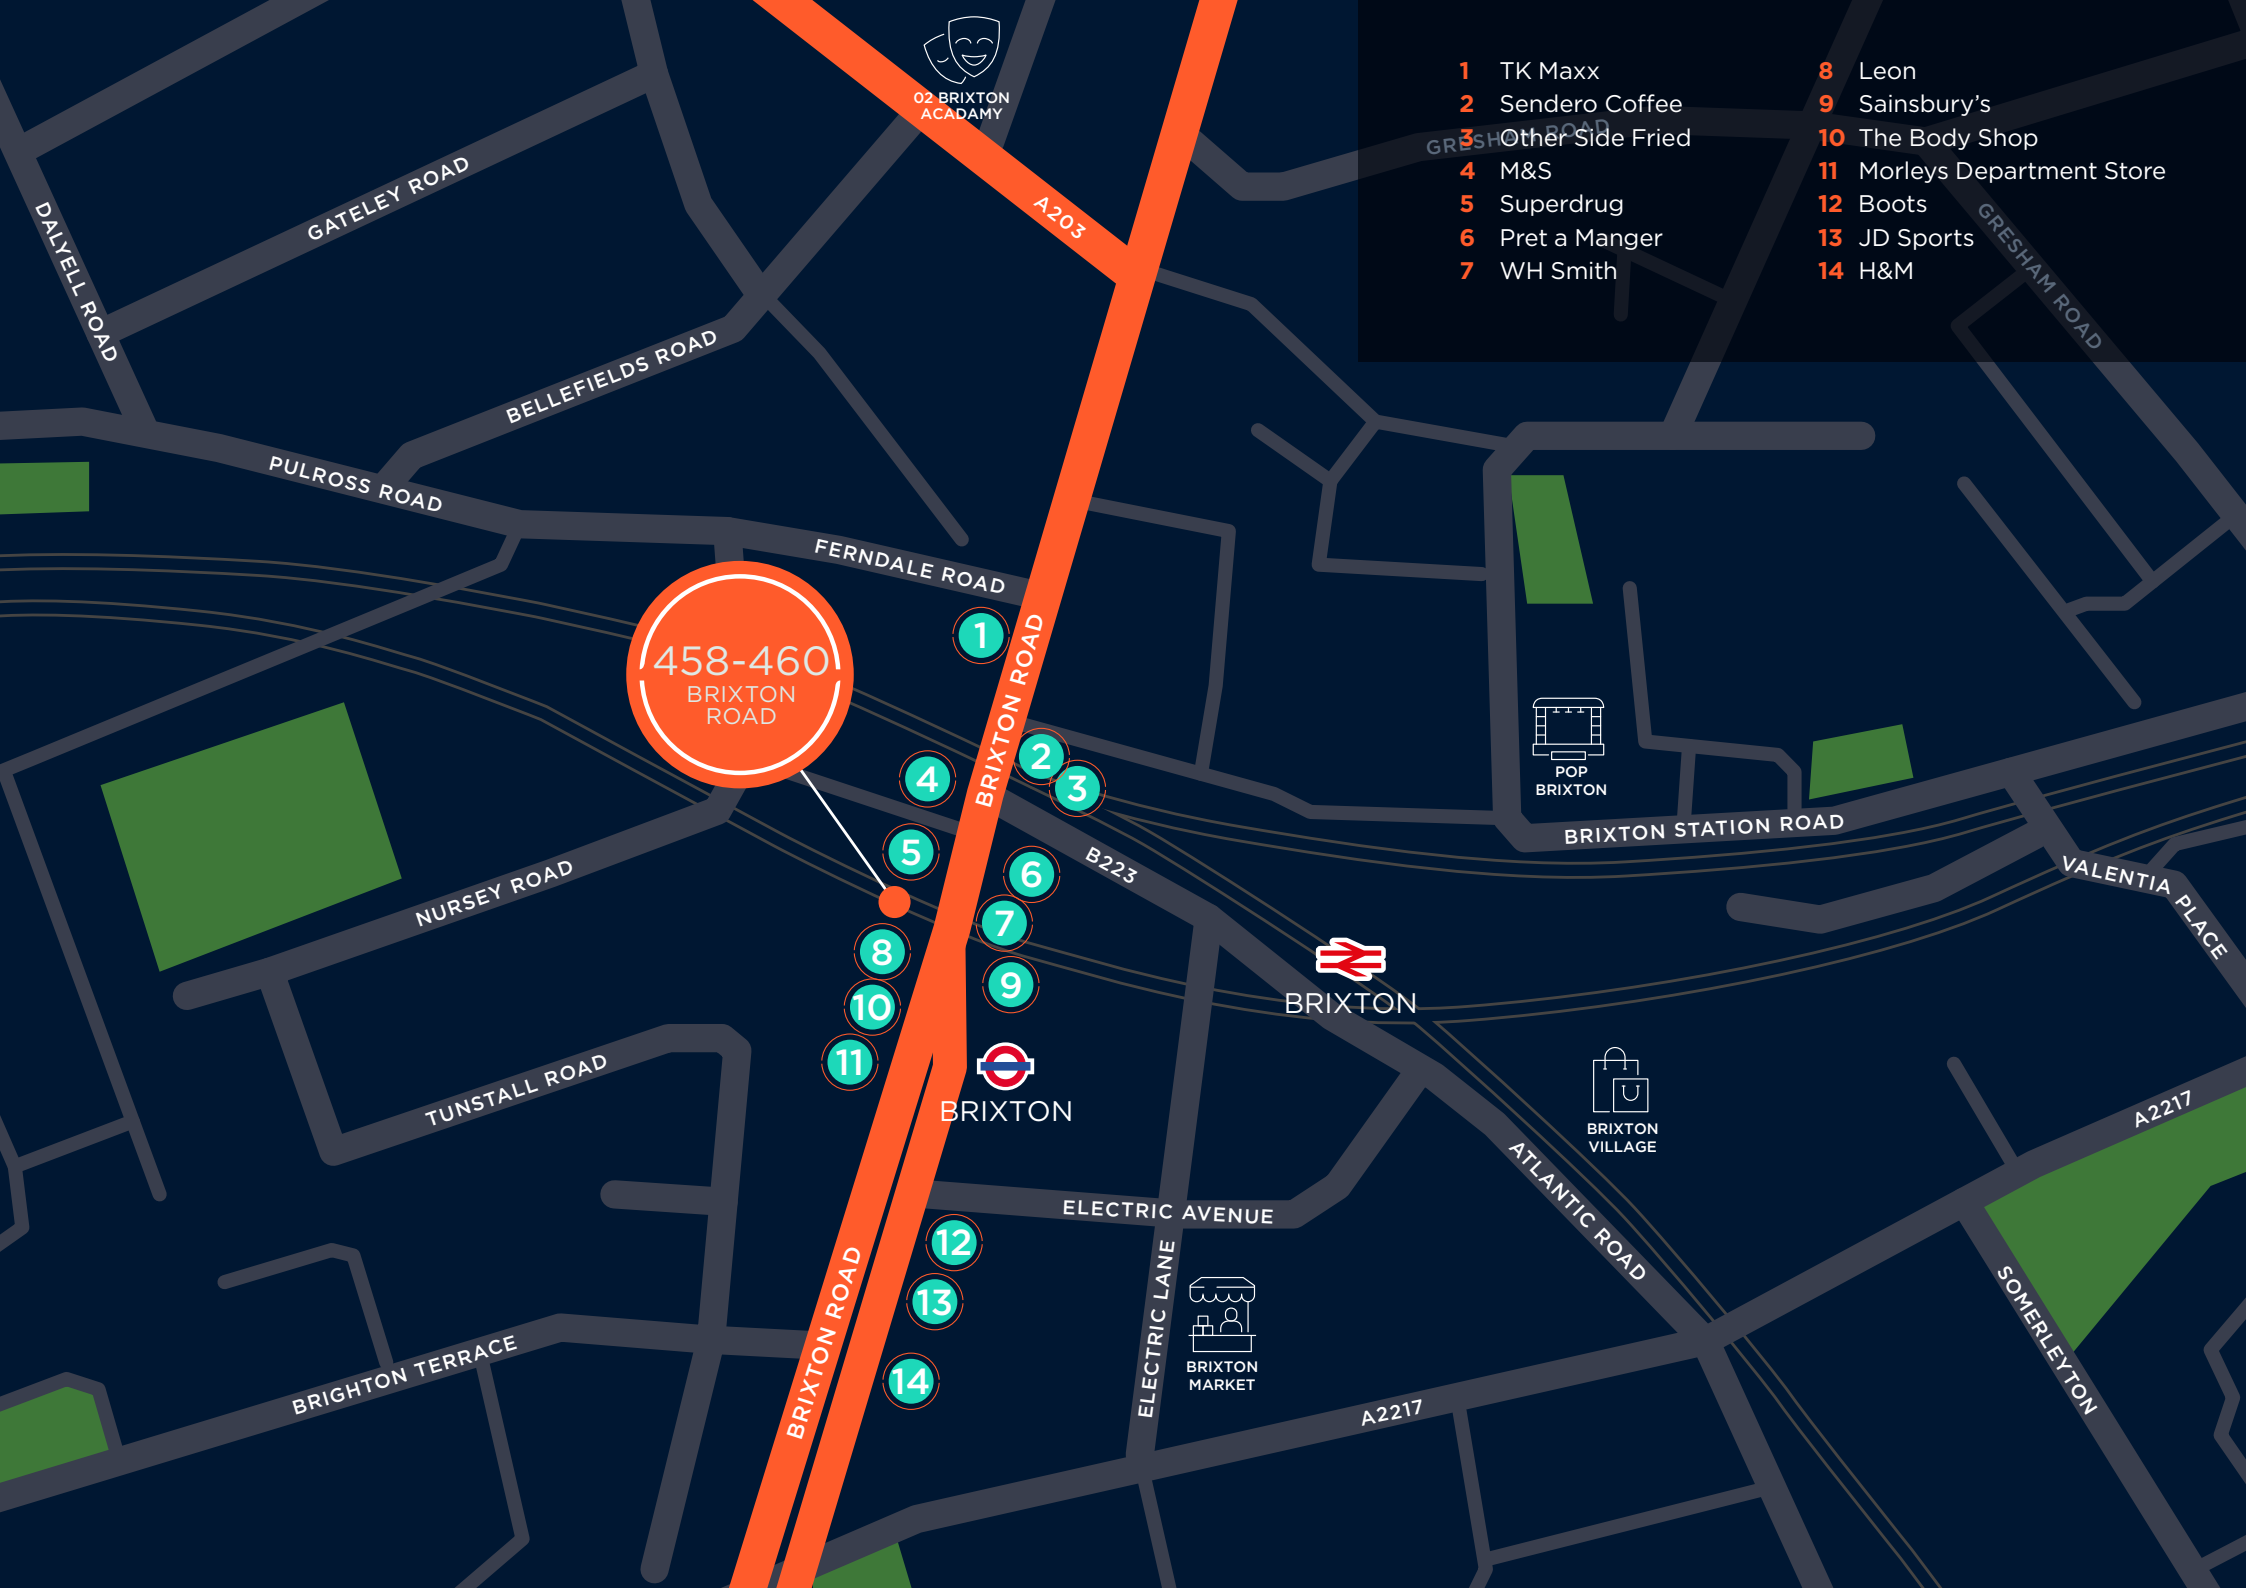 02 BRIXTON
ACADAMY
1 TK Maxx
2 Sendero Coffee
3 Other Side Fried
4 M&S
5 Superdrug
6 Pret a Manger
7 WH Smith
8 Leon
9 Sainsbury’s
10 The Body Shop
11 Morleys Department Store
12 Boots
13 JD Sports
14 H&M
GRESHAM ROAD
GRESHAM ROAD
A203
GATELEY ROAD
DALYELL ROAD
BELLEFIELDS ROAD
PULROSS ROAD
FERNDALE ROAD
1
BRIXTON ROAD
458-460
BRIXTON
ROAD
2
3
4
5
6
7
8
9
10
11
POP
BRIXTON
BRIXTON STATION ROAD
B223
VALENTIA PLACE
NURSEY ROAD
BRIXTON
BRIXTON
TUNSTALL ROAD
BRIXTON
VILLAGE
A2217
ATLANTIC ROAD
ELECTRIC AVENUE
12
13
14
ELECTRIC LANE
BRIXTON
MARKET
BRIXTON ROAD
BRIGHTON TERRACE
SOMERLEYTON
A2217